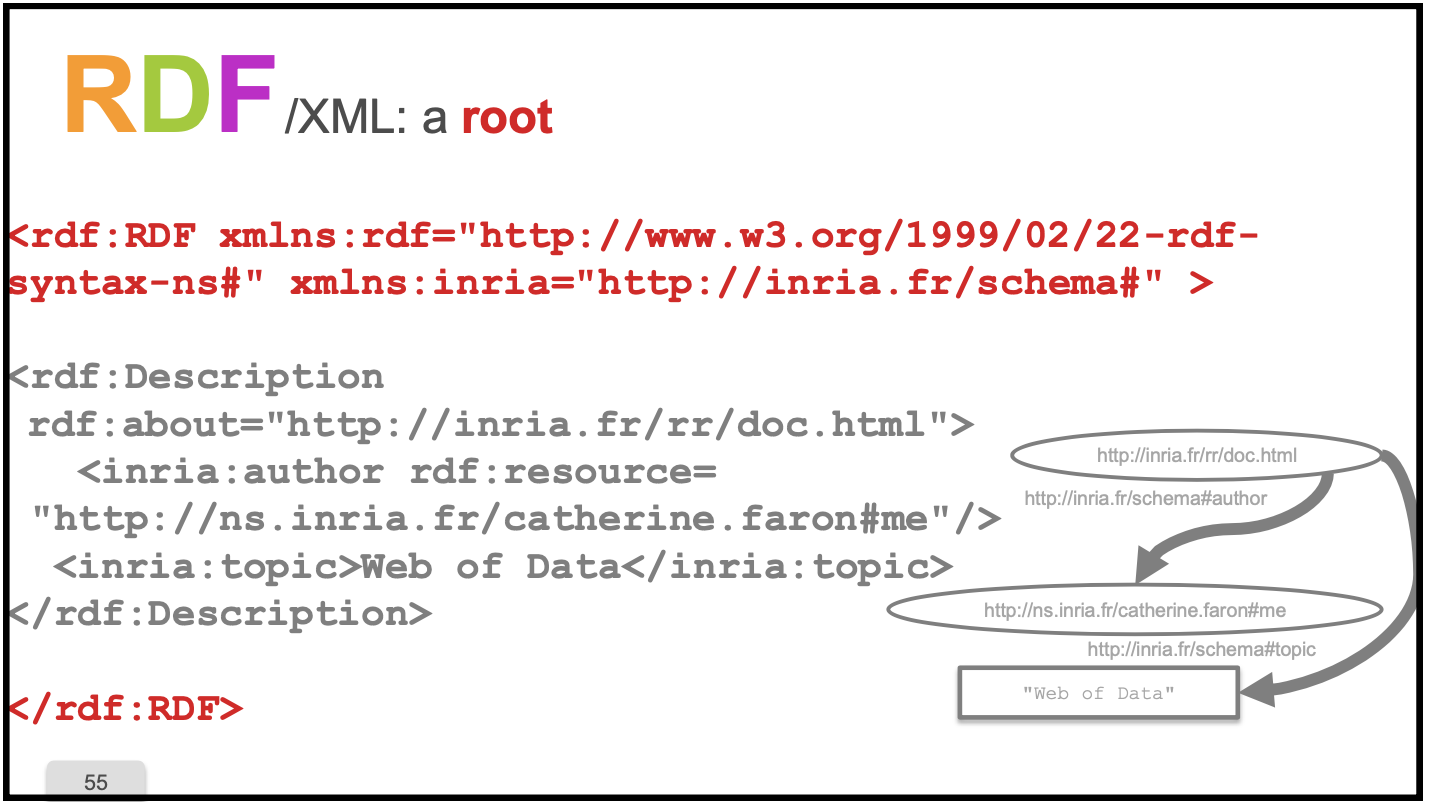 RDF/XML: a root
<rdf:RDF xmlns:rdf="http://www.w3.org/1999/02/22-rdf-
syntax-ns#" xmlns:inria="http://inria.fr/schema#" >
<rdf:Description
rdf:about="http://inria.fr/rr/doc.html">
<inria:author rdf:resource=
"http://ns.inria.fr/catherine.faron#me"/>
<inria:topic>Web of Data</inria:topic>
</rdf:Description>
</rdf:RDF>
http://inria.fr/rr/doc.html
http://inria.fr/schema#author
http://ns.inria.fr/catherine.faron#me
http://inria.fr/schema#topic
"Web of Data"
55